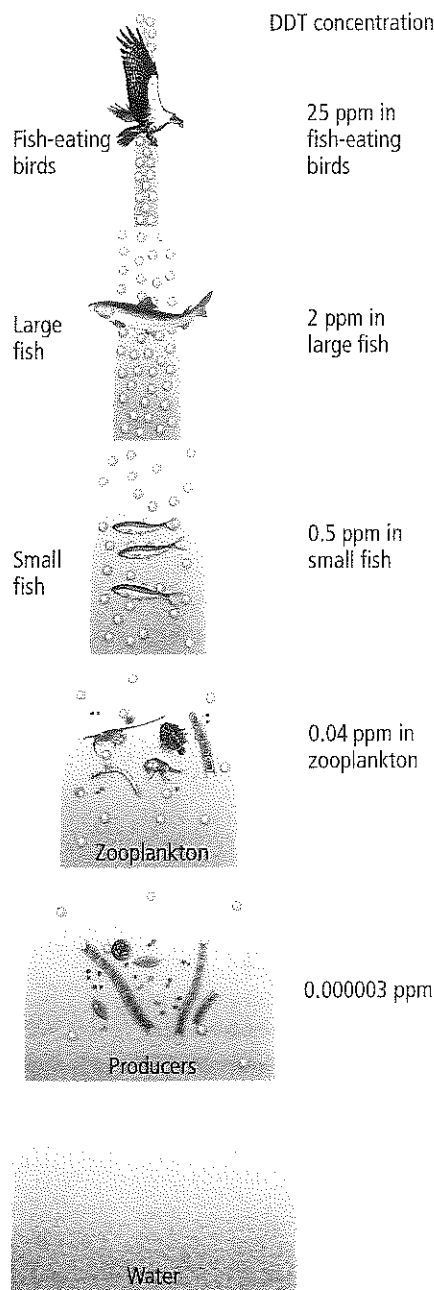 DDT concentration
Fish-eating
birds
25 ppm in
fish-eating
birds
Large
fish
2 ppm in
large fish
Small
fish
0.5 ppm in
small fish
0.04 ppm in
zooplankton
Zooplankton
0.000003 ppm
Producers
Water